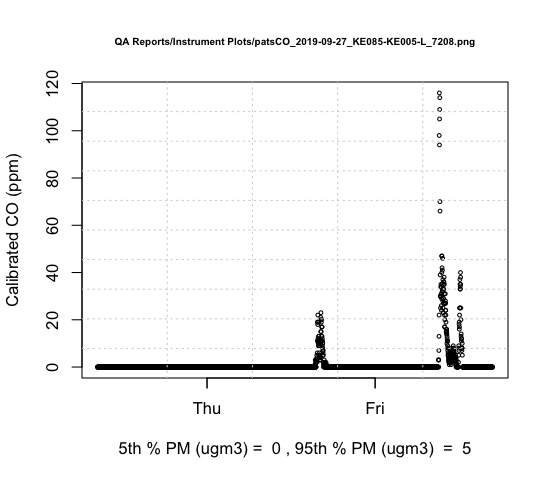 QA Reports/Instrument Plots/patsCO_2019-09-27_KE085-KE005-L_7208.png
120
100
80
60
40
20
0
Calibrated CO (ppm)
Thu Fri
5th % PM (ugm3) =  0 , 95th % PM (ugm3)  =  5